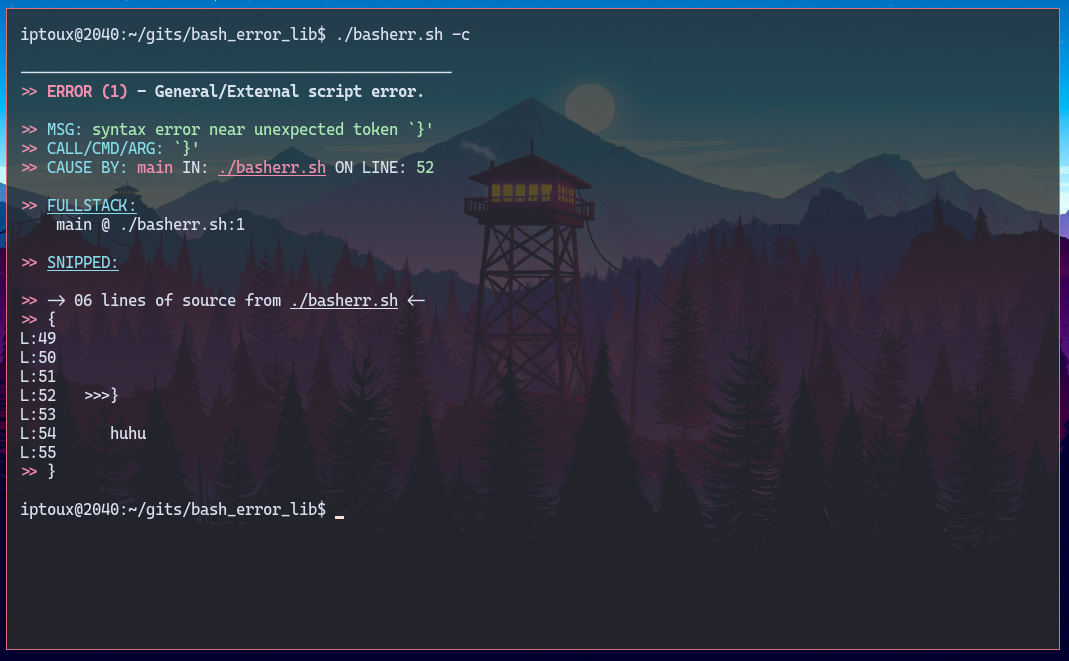 iptoux@2040:~/gits/bash_error_lib$ ./basherr.sh -c
>> ERROR (1) - General/External script error.
>> MSG: syntax error near unexpected token `}'
>> CALL/CMD/ARG: `}'
>> CAUSE BY: main IN: ./basherr.sh ON LINE: 52
>> FULLSTACK:
main @ ./basherr.sh:1
>> SNIPPED:
>> -> 06 lines of source from ./basherr.sh <-
>> {
L:49
L:50
L:51
L:52 >>>}
L:53
L:54 huhu
L:55
>> }
iptoux@2040:~/gits/bash_error_lib$ _